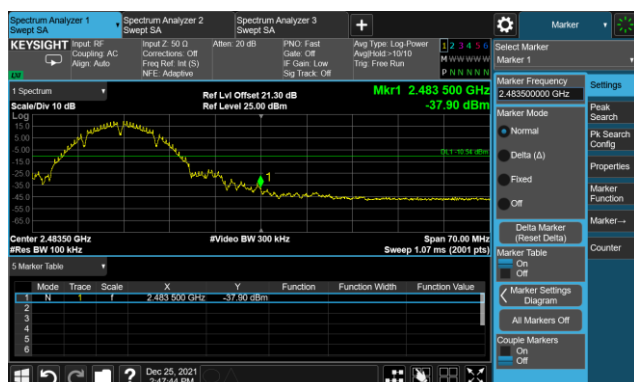 Spectrum Analyzer 1
Swept SA
Spectrum Analyzer 2
Swept SA
Spectrum Analyzer 3
Swept SA
+
Marker
KEYSIGHT
Input: RF
Coupling: AC
Align: Auto
Input Z: 50 Ω
Corrections: Off
Freq Ref: Int (S)
NFE: Adaptive
Atten: 20 dB
PNO: Fast
Gate: Off
IF Gain: Low
Sig Track: Off
Avg Type: Log-Power
Avg|Hold:>10/10
Trig: Free Run
1 2 3 4 5 6
M W W W W W
P N N N N N
Select Marker
Marker 1
1 Spectrum
Scale/Div 10 dB
Ref Lvl Offset 21.30 dB
Ref Level 25.00 dBm
Mkr1 2.483 500 GHz
-37.90 dBm
Log
15.0
5.00
-5.00
-15.0
-25.0
-35.0
-45.0
-55.0
-65.0
DL1 -10.54 dBm
1
Center 2.48350 GHz
#Res BW 100 kHz
#Video BW 300 kHz
Span 70.00 MHz
Sweep 1.07 ms (2001 pts)
5 Marker Table
Mode Trace Scale X Y Function Function Width Function Value
1 N 1 f 2.483 500 GHz -37.90 dBm
2
3
4
5
6
Marker Frequency
2.483500000 GHz
Marker Mode
Normal
Delta (Δ)
Fixed
Off
Delta Marker
(Reset Delta)
Marker Table
On
Off
Marker Settings
Diagram
All Markers Off
Couple Markers
On
Off
Settings
Peak
Search
Pk Search
Config
Properties
Marker
Function
Marker→
Counter
?
Dec 25, 2021
2:47:44 PM